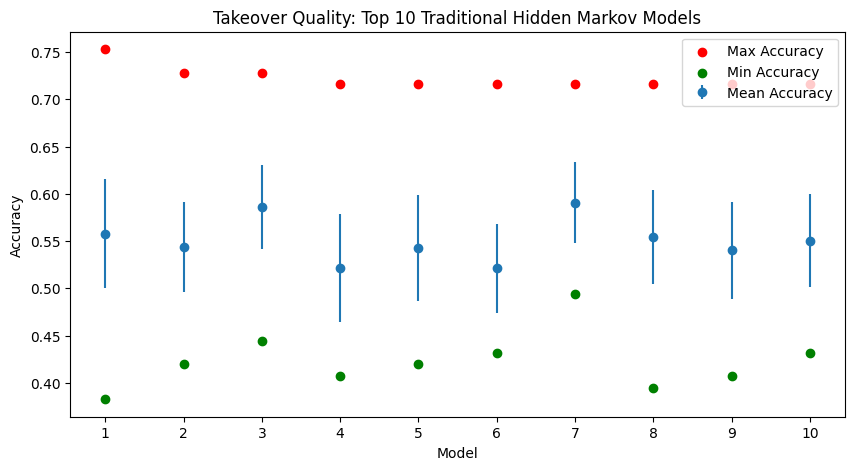 Takeover Quality: Top 10 Traditional Hidden Markov Models
Max Accuracy
Min Accuracy
Mean Accuracy
Accuracy
0.75
0.70
0.65
0.60
0.55
0.50
0.45
0.40
1 2 3 4 5 6 7 8 9 10
Model